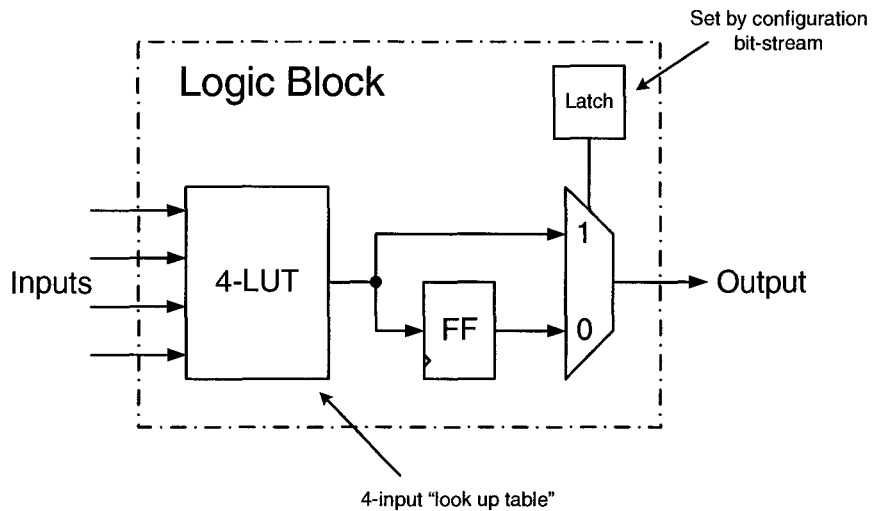 Set by configuration
bit-stream
Logic Block
Latch
1
Inputs
4-LUT
FF
0
Output
4-input “look up table”